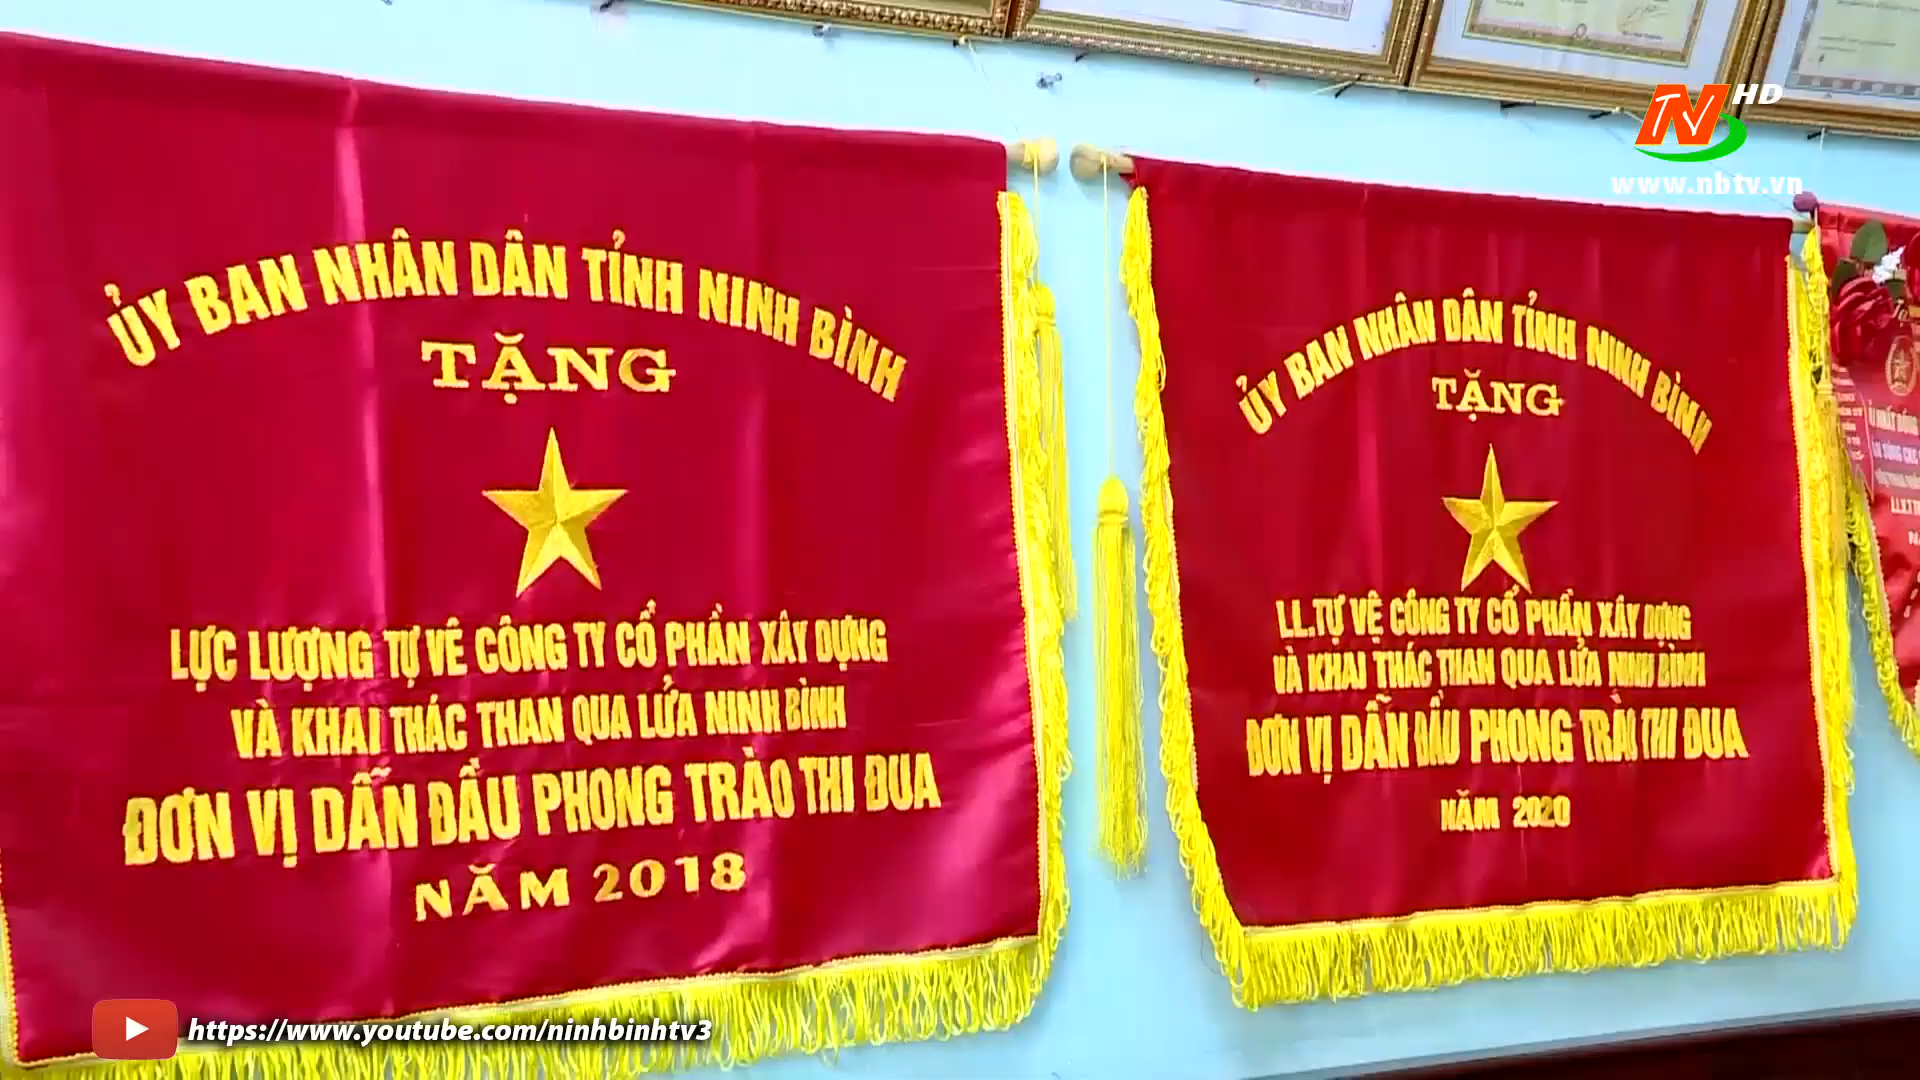 ỦY BAN NHÂN DÂN TỈNH NINH BÌNH
TẶNG
LỰC LƯỢNG TỰ VÊ CÔNG TY CỔ PHẦN XÂY DỰNG
VÀ KHAI THÁC THAN QUA LỬA NINH BÌNH
ĐƠN VỊ DẪN ĐẦU PHONG TRÀO THI ĐUA
NĂM 2018
ỦY BAN NHÂN DÂN TỈNH NINH BÌNH
TẶNG
LL.TỰ VỆ CÔNG TY CỔ PHẦN XÂY DỰNG
VÀ KHAI THÁC THAN QUA LỬA NINH BÌNH
ĐƠN VỊ DẪN ĐẦU PHONG TRÀO THI ĐUA
NĂM 2020
NTV HD
www.nbtv.vn
https://www.youtube.com/ninhbinhtv3